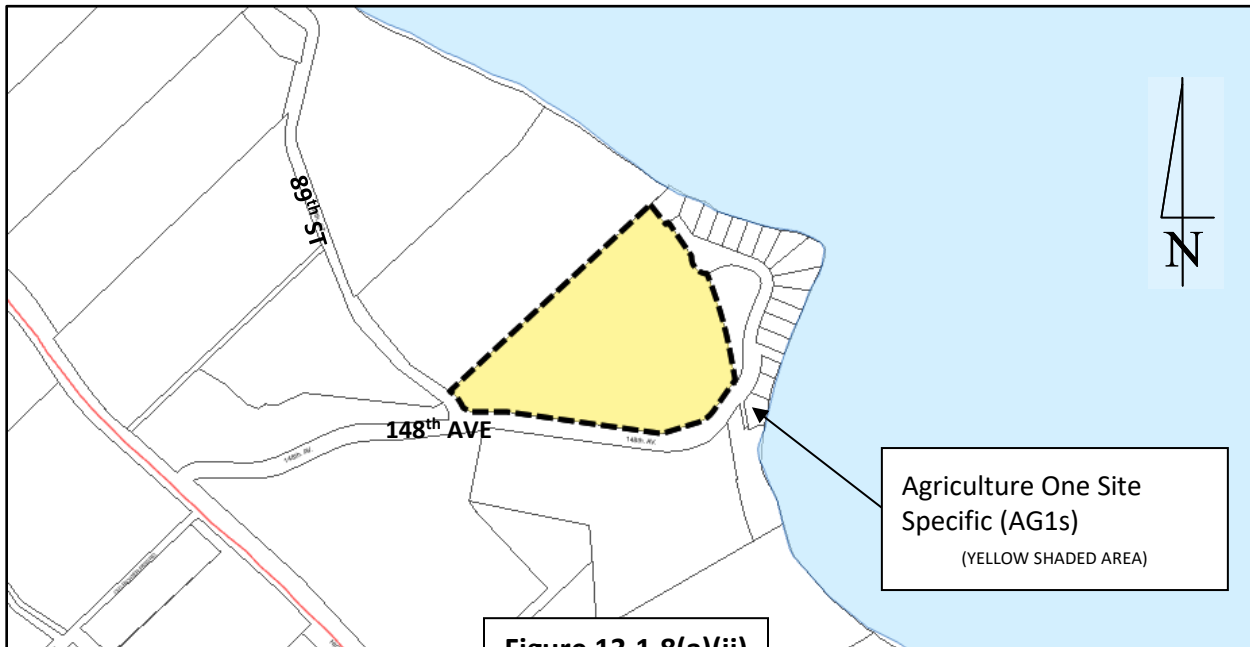 89th ST
N
148th AVE
148th. AV.
148th. AV.
Agriculture One Site
Specific (AG1s)
(YELLOW SHADED AREA)
Figure 13.1.8(a)(ii)